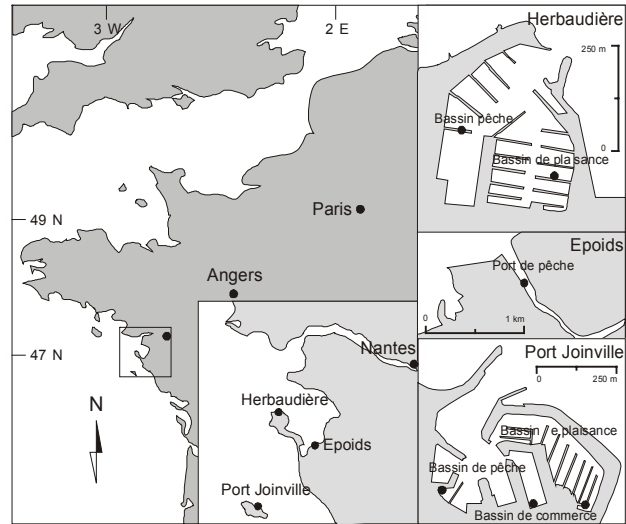 3 W
2 E
49 N
47 N
Paris
Angers
N
Nantes
Herbaudière
Epoids
Port Joinville
Herbaudière
250 m
0
Bassin pêche
Bassin de plaisance
Epoids
Port de pêche
0
1 km
Port Joinville
0
250 m
Bassin e plaisance
Bassin de pêche
Bassin de commerce